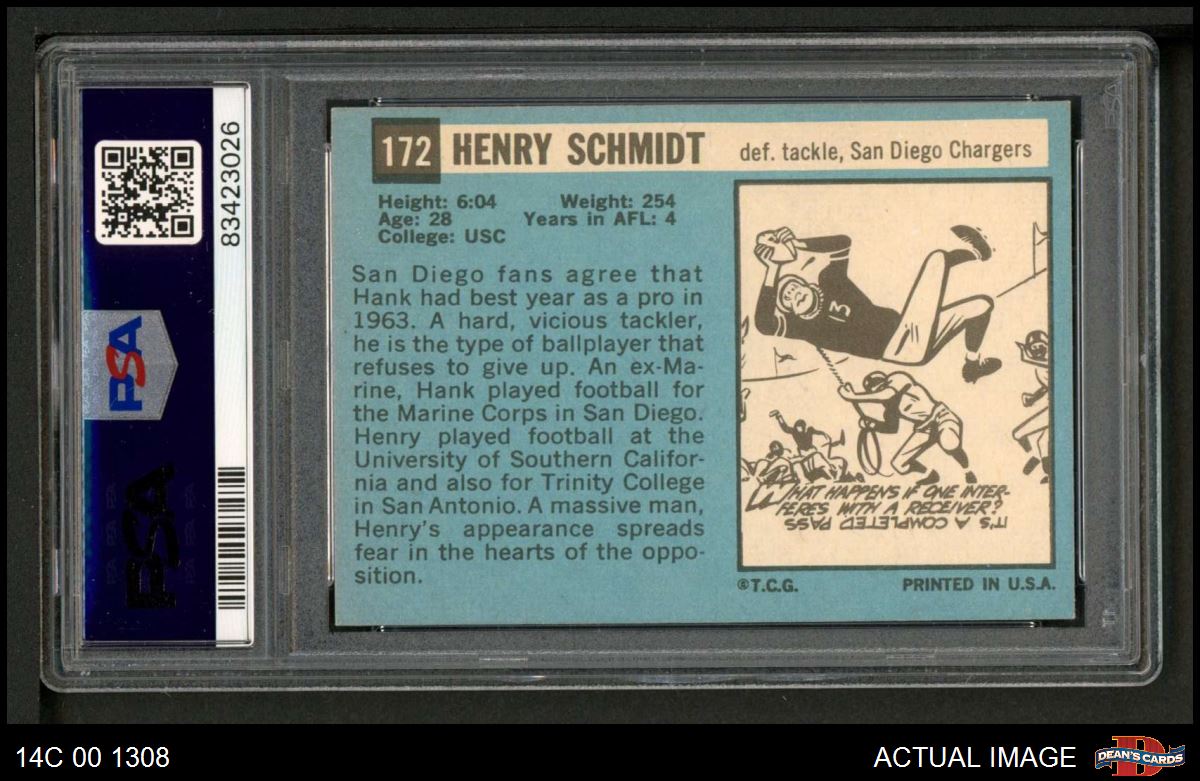 83423026
PSA
PSA
172 HENRY SCHMIDT def. tackle, San Diego Chargers
Height: 6:04 Weight: 254
Age: 28 Years in AFL: 4
College: USC
San Diego fans agree that
Hank had best year as a pro in
1963. A hard, vicious tackler,
he is the type of ballplayer that
refuses to give up. An ex-Ma-
rine, Hank played football for
the Marine Corps in San Diego.
Henry played football at the
University of Southern Califor-
nia and also for Trinity College
in San Antonio. A massive man,
Henry's appearance spreads
fear in the hearts of the oppo-
sition.
13
WHAT HAPPENS IF ONE INTER-
FERES WITH A RECEIVER?
IT'S A COMPLETED PASS
©T.C.G. PRINTED IN U.S.A.
14C 00 1308
ACTUAL IMAGE
D
DEAN'S CARDS